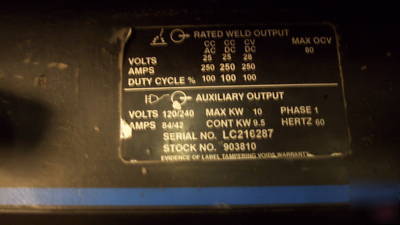 RATED WELD OUTPUT
CC CC CV MAX OCV
AC DC DC 80
VOLTS 25 25 28
AMPS 250 250 250
DUTY CYCLE % 100 100 100
AUXILIARY OUTPUT
VOLTS 120/240 MAX KW 10 PHASE 1
AMPS 84/42 CONT KW 9.5 HERTZ 60
SERIAL NO. LC216287
STOCK NO. 903810
EVIDENCE OF LABEL TAMPERING VOIDS WARRANTY